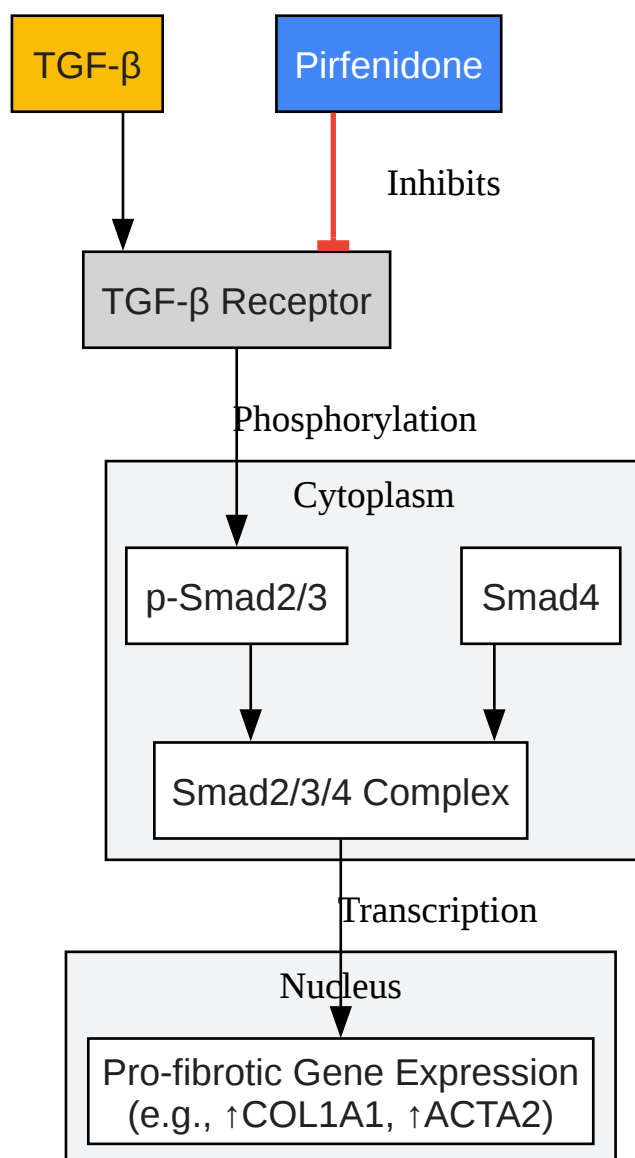 TGF-β
Pirfenidone
Inhibits
TGF-β Receptor
Phosphorylation
Cytoplasm
p-Smad2/3
Smad4
Smad2/3/4 Complex
Transcription
Nucleus
Pro-fibrotic Gene Expression
(e.g., ↑COL1A1, ↑ACTA2)